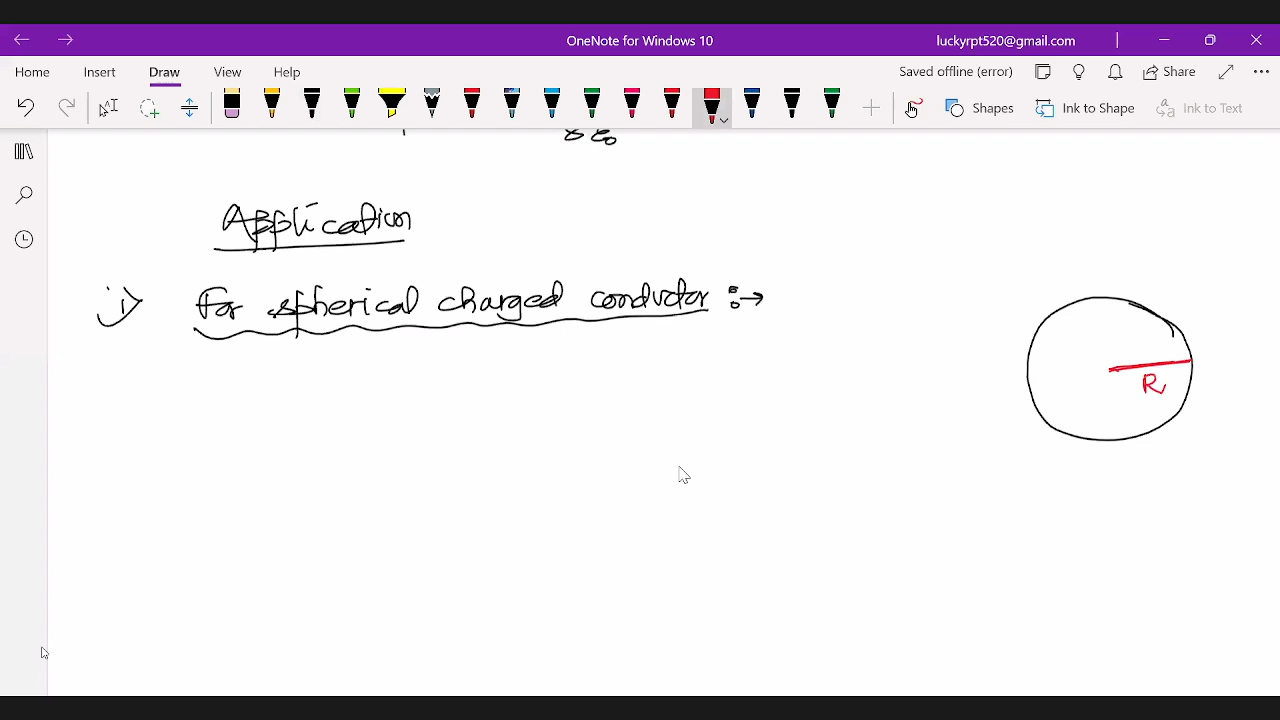 OneNote for Windows 10
luckyrpt520@gmail.com
Home Insert Draw View Help
Saved offline (error)
Share
Shapes
Ink to Shape
Ink to Text
ε₀
Application
i) for spherical charged conductor :→
R